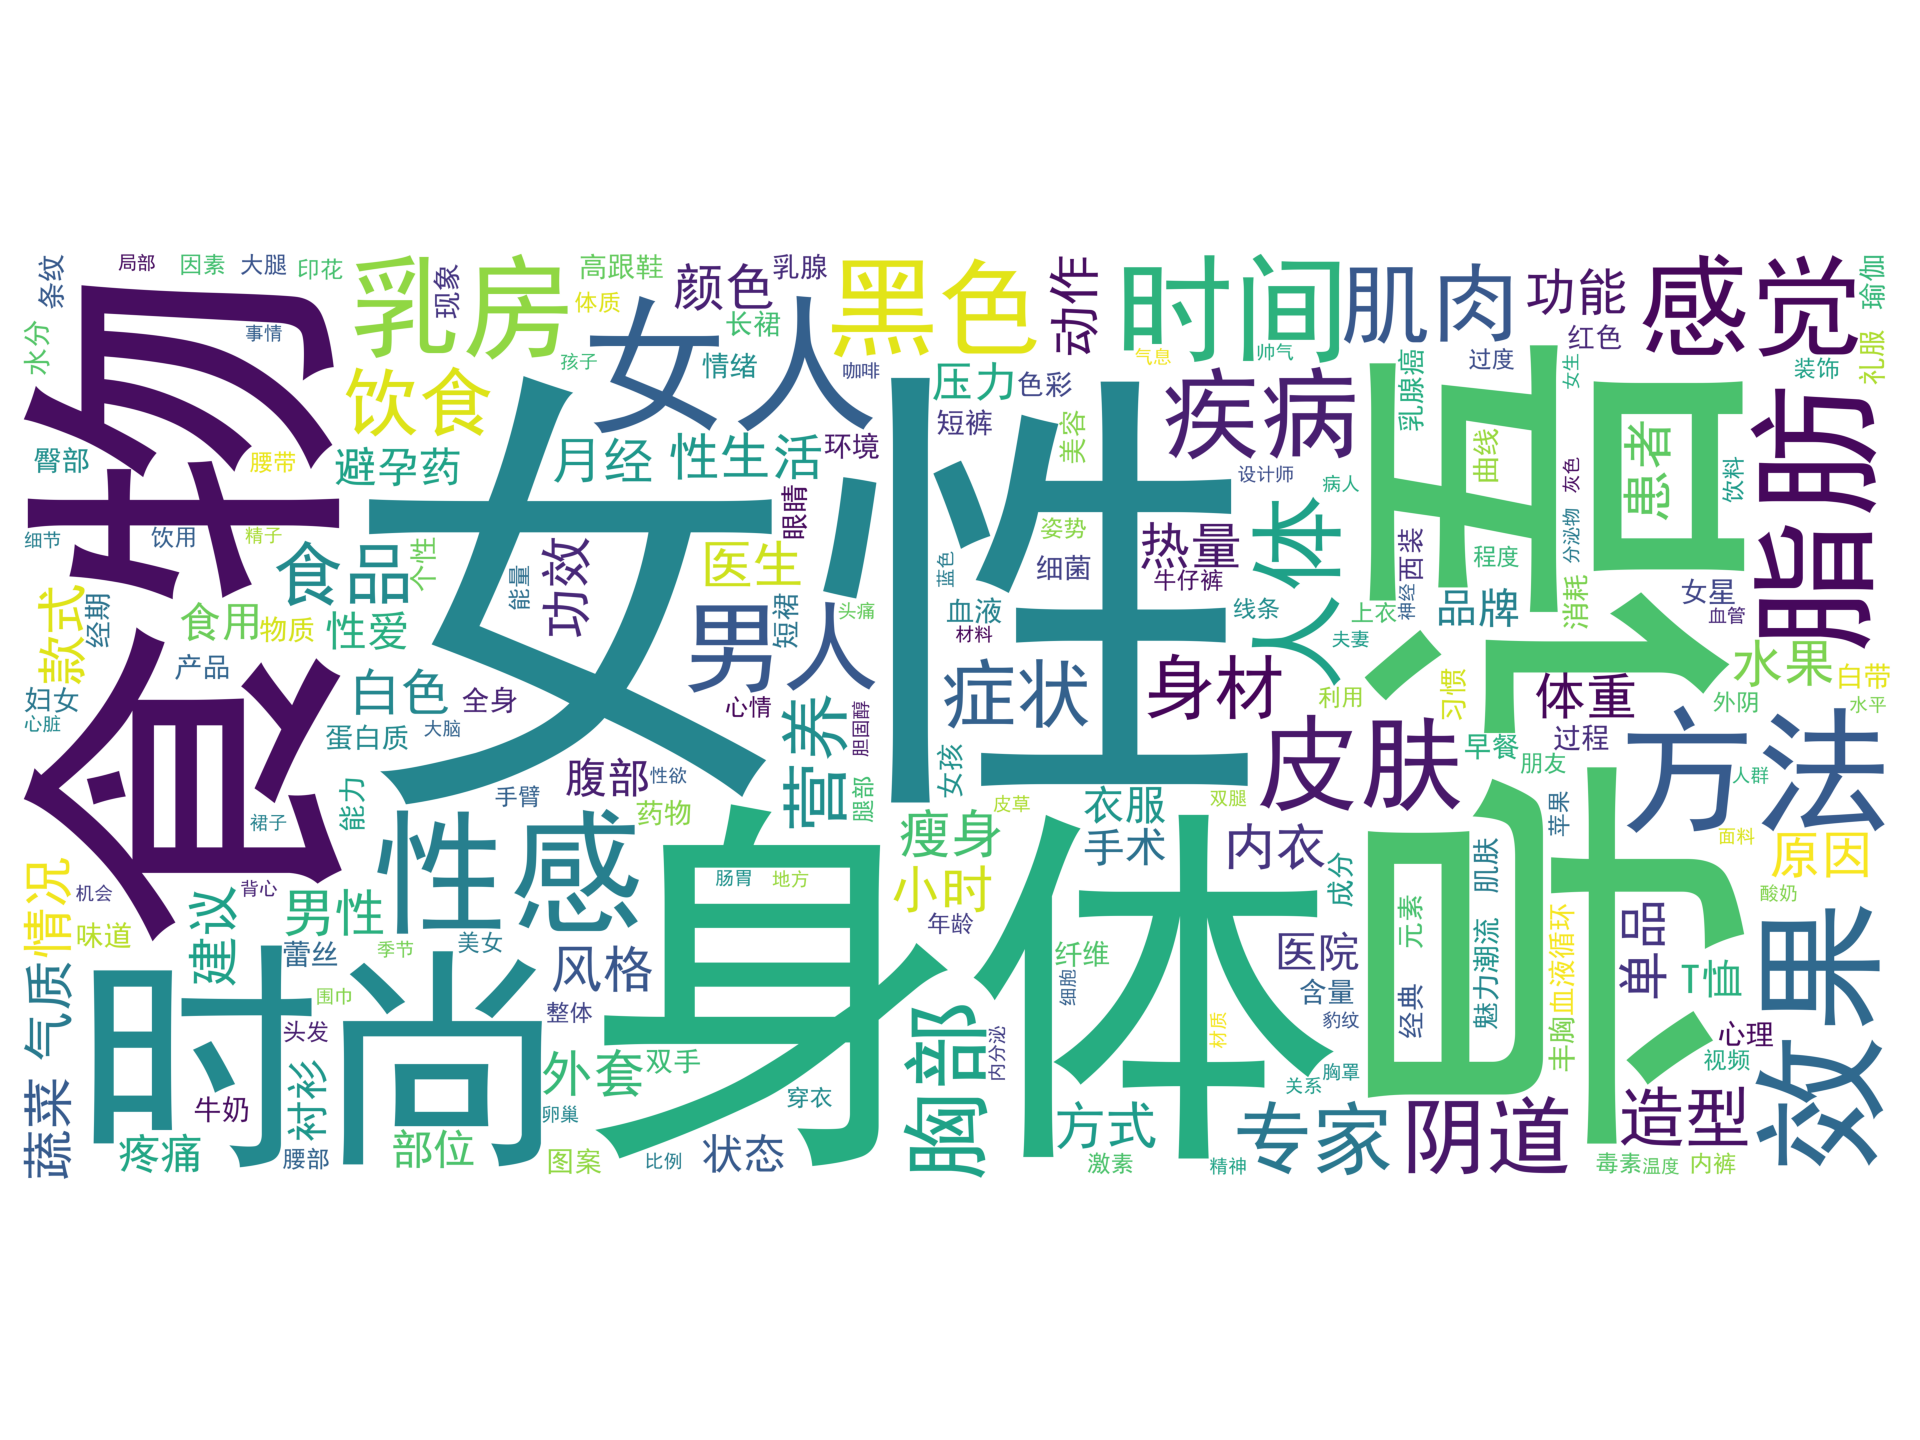 条纹
局部
因素
大腿
印花
乳房
现象
高跟鞋
体质
颜色
乳腺
黑色
动作
时间
肌肉
功能
感觉
瑜伽
水分
事情
食物
饮食
孩子
女人
长裙
情绪
咖啡
压力
色彩
气息
帅气
疾病
乳腺癌
过度
红色
女生
装饰
礼服
臀部
腰带
避孕药
月经
性生活
环境
短裤
美容
设计师
病人
曲线
灰色
患者
饮料
脂肪
细节
饮用
精子
食品
个性
能量
功效
女性
医生
眼睛
蓝色
姿势
细菌
热量
牛仔裤
人体
西装
神经
程度
分泌物
消耗
款式
经期
食用
物质
性爱
男人
短裙
头痛
血液
材料
线条
上衣
夫妻
品牌
女星
血管
妇女
心脏
产品
白色
全身
蛋白质
大脑
心情
营养
胆固醇
症状
身材
利用
习惯
体重
水果
白带
外阴
水平
治疗
裙子
能力
手臂
腹部
性欲
药物
腿部
女孩
皮草
衣服
双腿
皮肤
早餐
过程
朋友
苹果
人群
方法
面料
情况
机会
味道
建议
背心
男性
性感
季节
美女
肠胃
地方
瘦身
小时
年龄
手术
内衣
成分
肌肤
原因
酸奶
气质
时尚
蕾丝
围巾
头发
风格
整体
身体
纤维
细胞
医院
含量
豹纹
元素
经典
魅力
潮流
血液循环
丰胸
单品
T恤
效果
蔬菜
牛奶
衬衫
外套
双手
卵巢
穿衣
胸部
内分泌
材质
关系
胸罩
时
心理
视频
疼痛
腰部
部位
图案
比例
状态
方式
激素
精神
专家
阴道
造型
毒素
温度
内裤